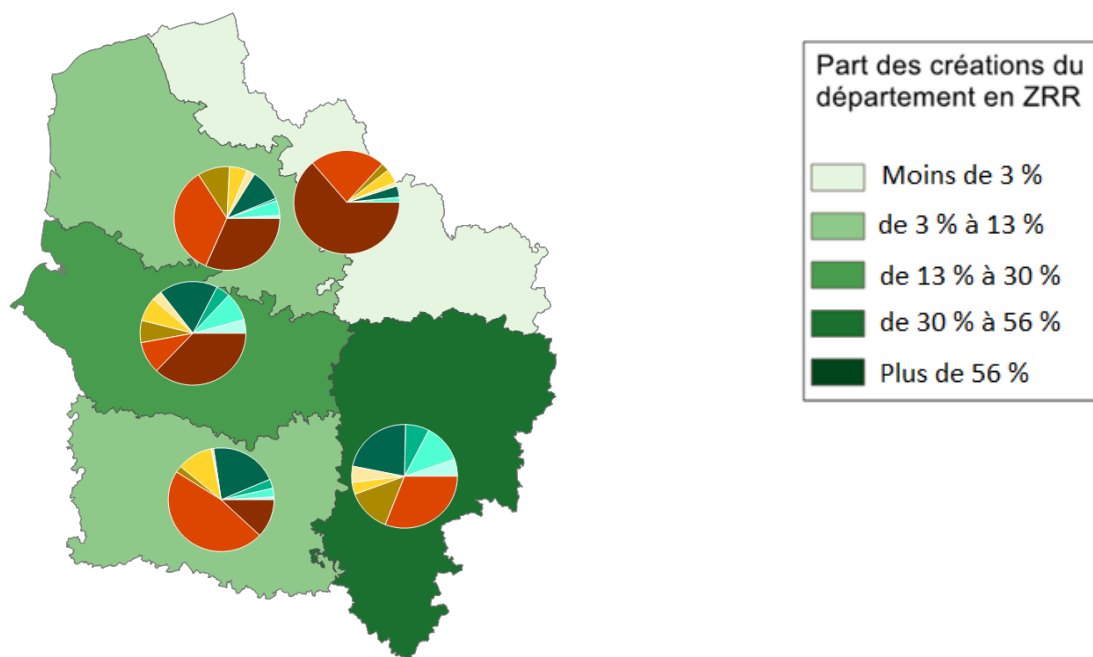 Part des créations du
département en ZRR
Moins de 3 %
de 3 % à 13 %
de 13 % à 30 %
de 30 % à 56 %
Plus de 56 %